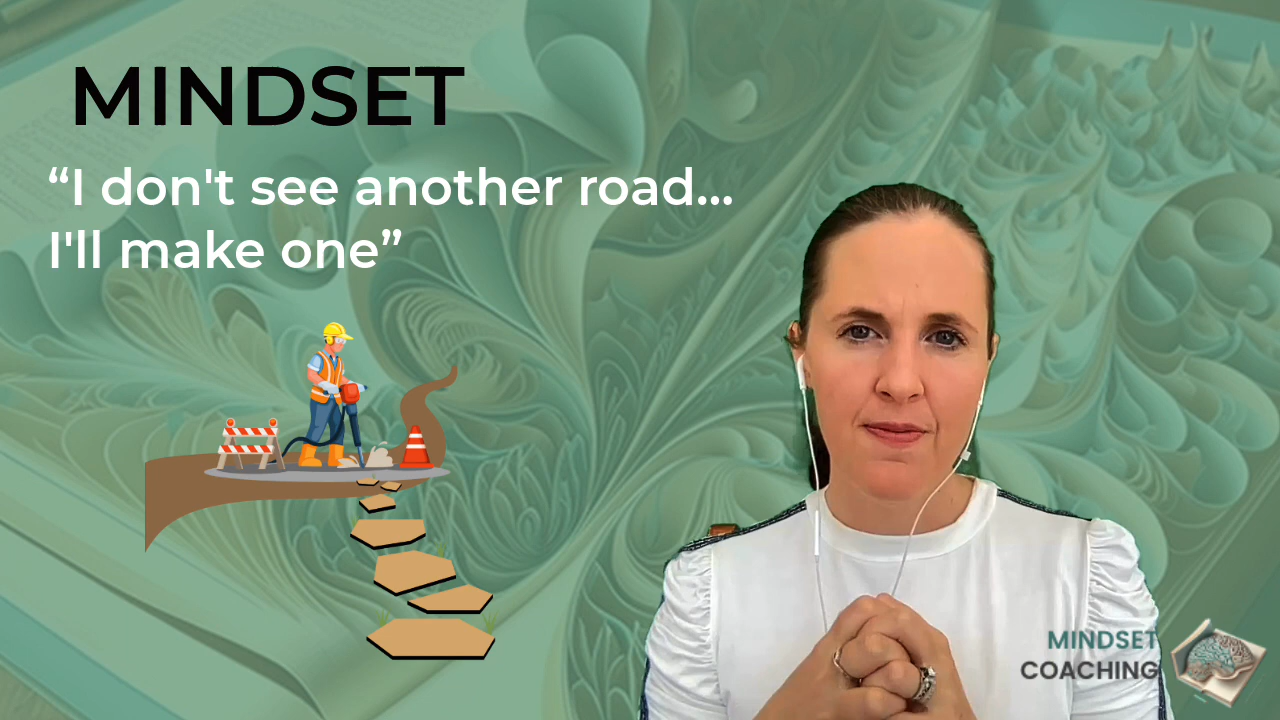 MINDSET
“I don't see another road...
I'll make one”
MINDSET
COACHING